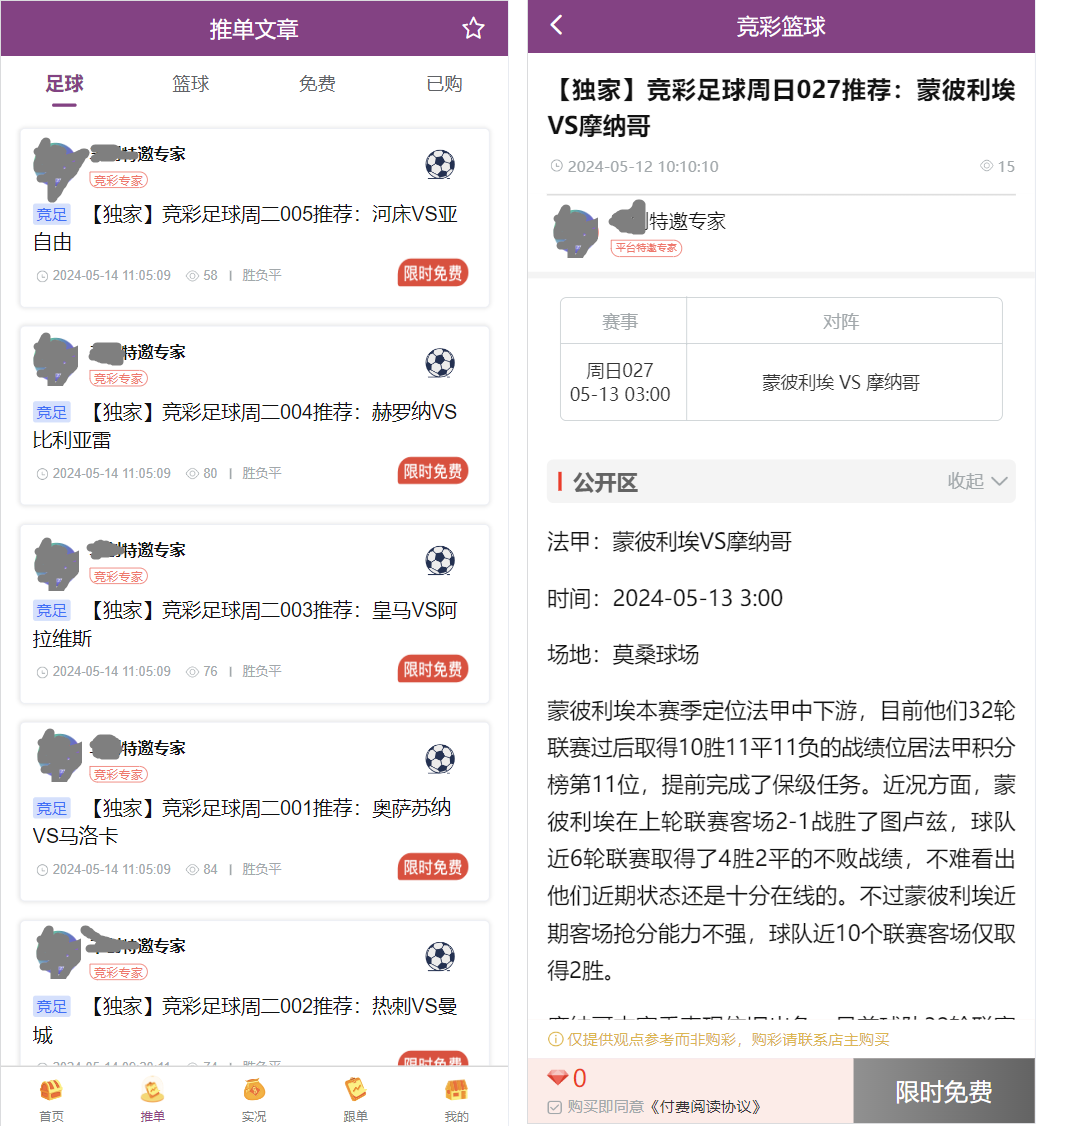 推单文章
足球 篮球 免费 已购
特邀专家
竞彩专家
竞足 【独家】竞彩足球周二005推荐：河床VS亚
自由
2024-05-14 11:05:09 58 | 胜负平
限时免费
特邀专家
竞彩专家
竞足 【独家】竞彩足球周二004推荐：赫罗纳VS
比利亚雷
2024-05-14 11:05:09 80 | 胜负平
限时免费
特邀专家
竞彩专家
竞足 【独家】竞彩足球周二003推荐：皇马VS阿
拉维斯
2024-05-14 11:05:09 76 | 胜负平
限时免费
特邀专家
竞彩专家
竞足 【独家】竞彩足球周二001推荐：奥萨苏纳
VS马洛卡
2024-05-14 11:05:09 84 | 胜负平
限时免费
特邀专家
竞彩专家
竞足 【独家】竞彩足球周二002推荐：热刺VS曼
城
限时免费
首页 推单 实况 跟单 我的
竞彩篮球
【独家】竞彩足球周日027推荐：蒙彼利埃
VS摩纳哥
2024-05-12 10:10:10 15
特邀专家
平台特邀专家
赛事 对阵
周日027
05-13 03:00
蒙彼利埃 VS 摩纳哥
公开区 收起
法甲：蒙彼利埃VS摩纳哥
时间：2024-05-13 3:00
场地：莫桑球场
蒙彼利埃本赛季定位法甲中下游，目前他们32轮
联赛过后取得10胜11平11负的战绩位居法甲积分
榜第11位，提前完成了保级任务。近况方面，蒙
彼利埃在上轮联赛客场2-1战胜了图卢兹，球队
近6轮联赛取得了4胜2平的不败战绩，不难看出
他们近期状态还是十分在线的。不过蒙彼利埃近
期客场抢分能力不强，球队近10个联赛客场仅取
得2胜。
仅提供观点参考而非购彩，购彩请联系店主购买
0
购买即同意《付费阅读协议》
限时免费